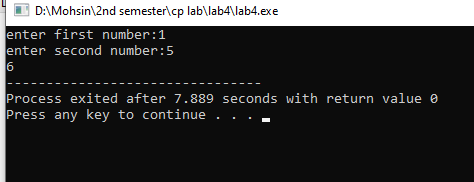 D:\Mohsin\2nd semester\cp lab\lab4\lab4.exe
enter first number:1
enter second number:5
6
--------------------------------
Process exited after 7.889 seconds with return value 0
Press any key to continue . . .